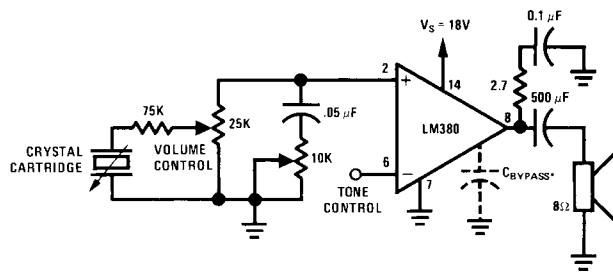 0.1 μF
V_S = 18V
2
14
2.7
500 μF
75K
25K
.05 μF
LM380
8
CRYSTAL
CARTRIDGE
VOLUME
CONTROL
10K
6
7
C_BYPASS*
TONE
CONTROL
8Ω
+
−